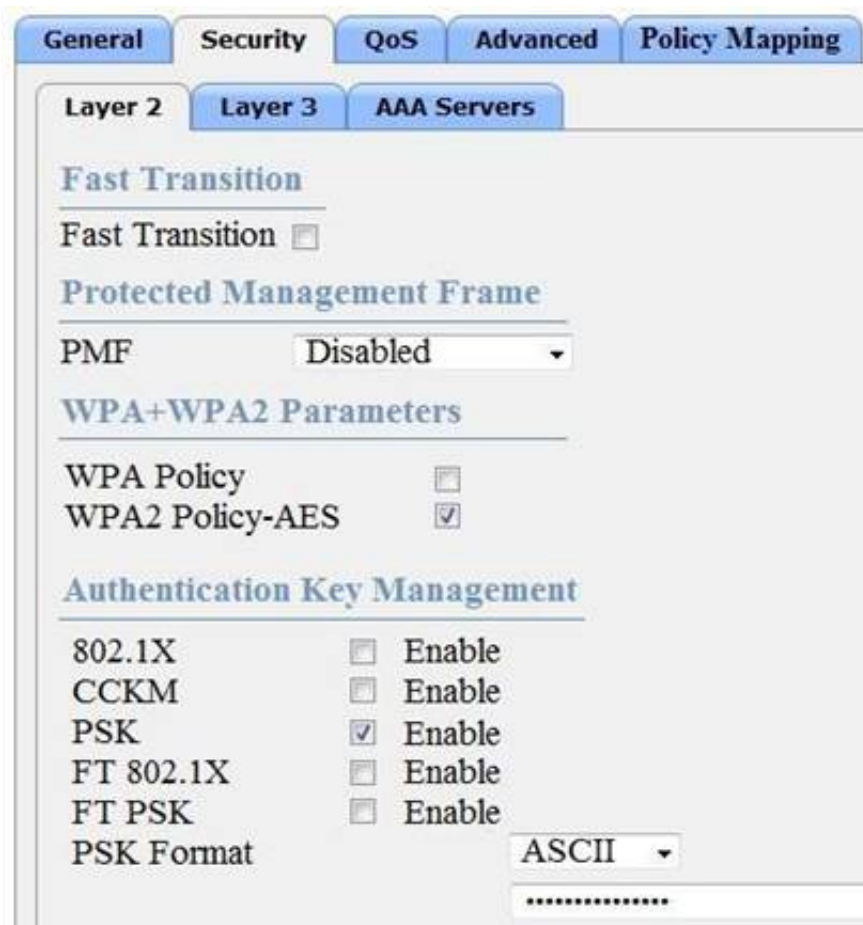 General Security QoS Advanced Policy Mapping
Layer 2 Layer 3 AAA Servers
Fast Transition
Fast Transition
Protected Management Frame
PMF Disabled
WPA+WPA2 Parameters
WPA Policy
WPA2 Policy-AES
Authentication Key Management
802.1X Enable
CCKM Enable
PSK Enable
FT 802.1X Enable
FT PSK Enable
PSK Format ASCII
•••••••••••••••